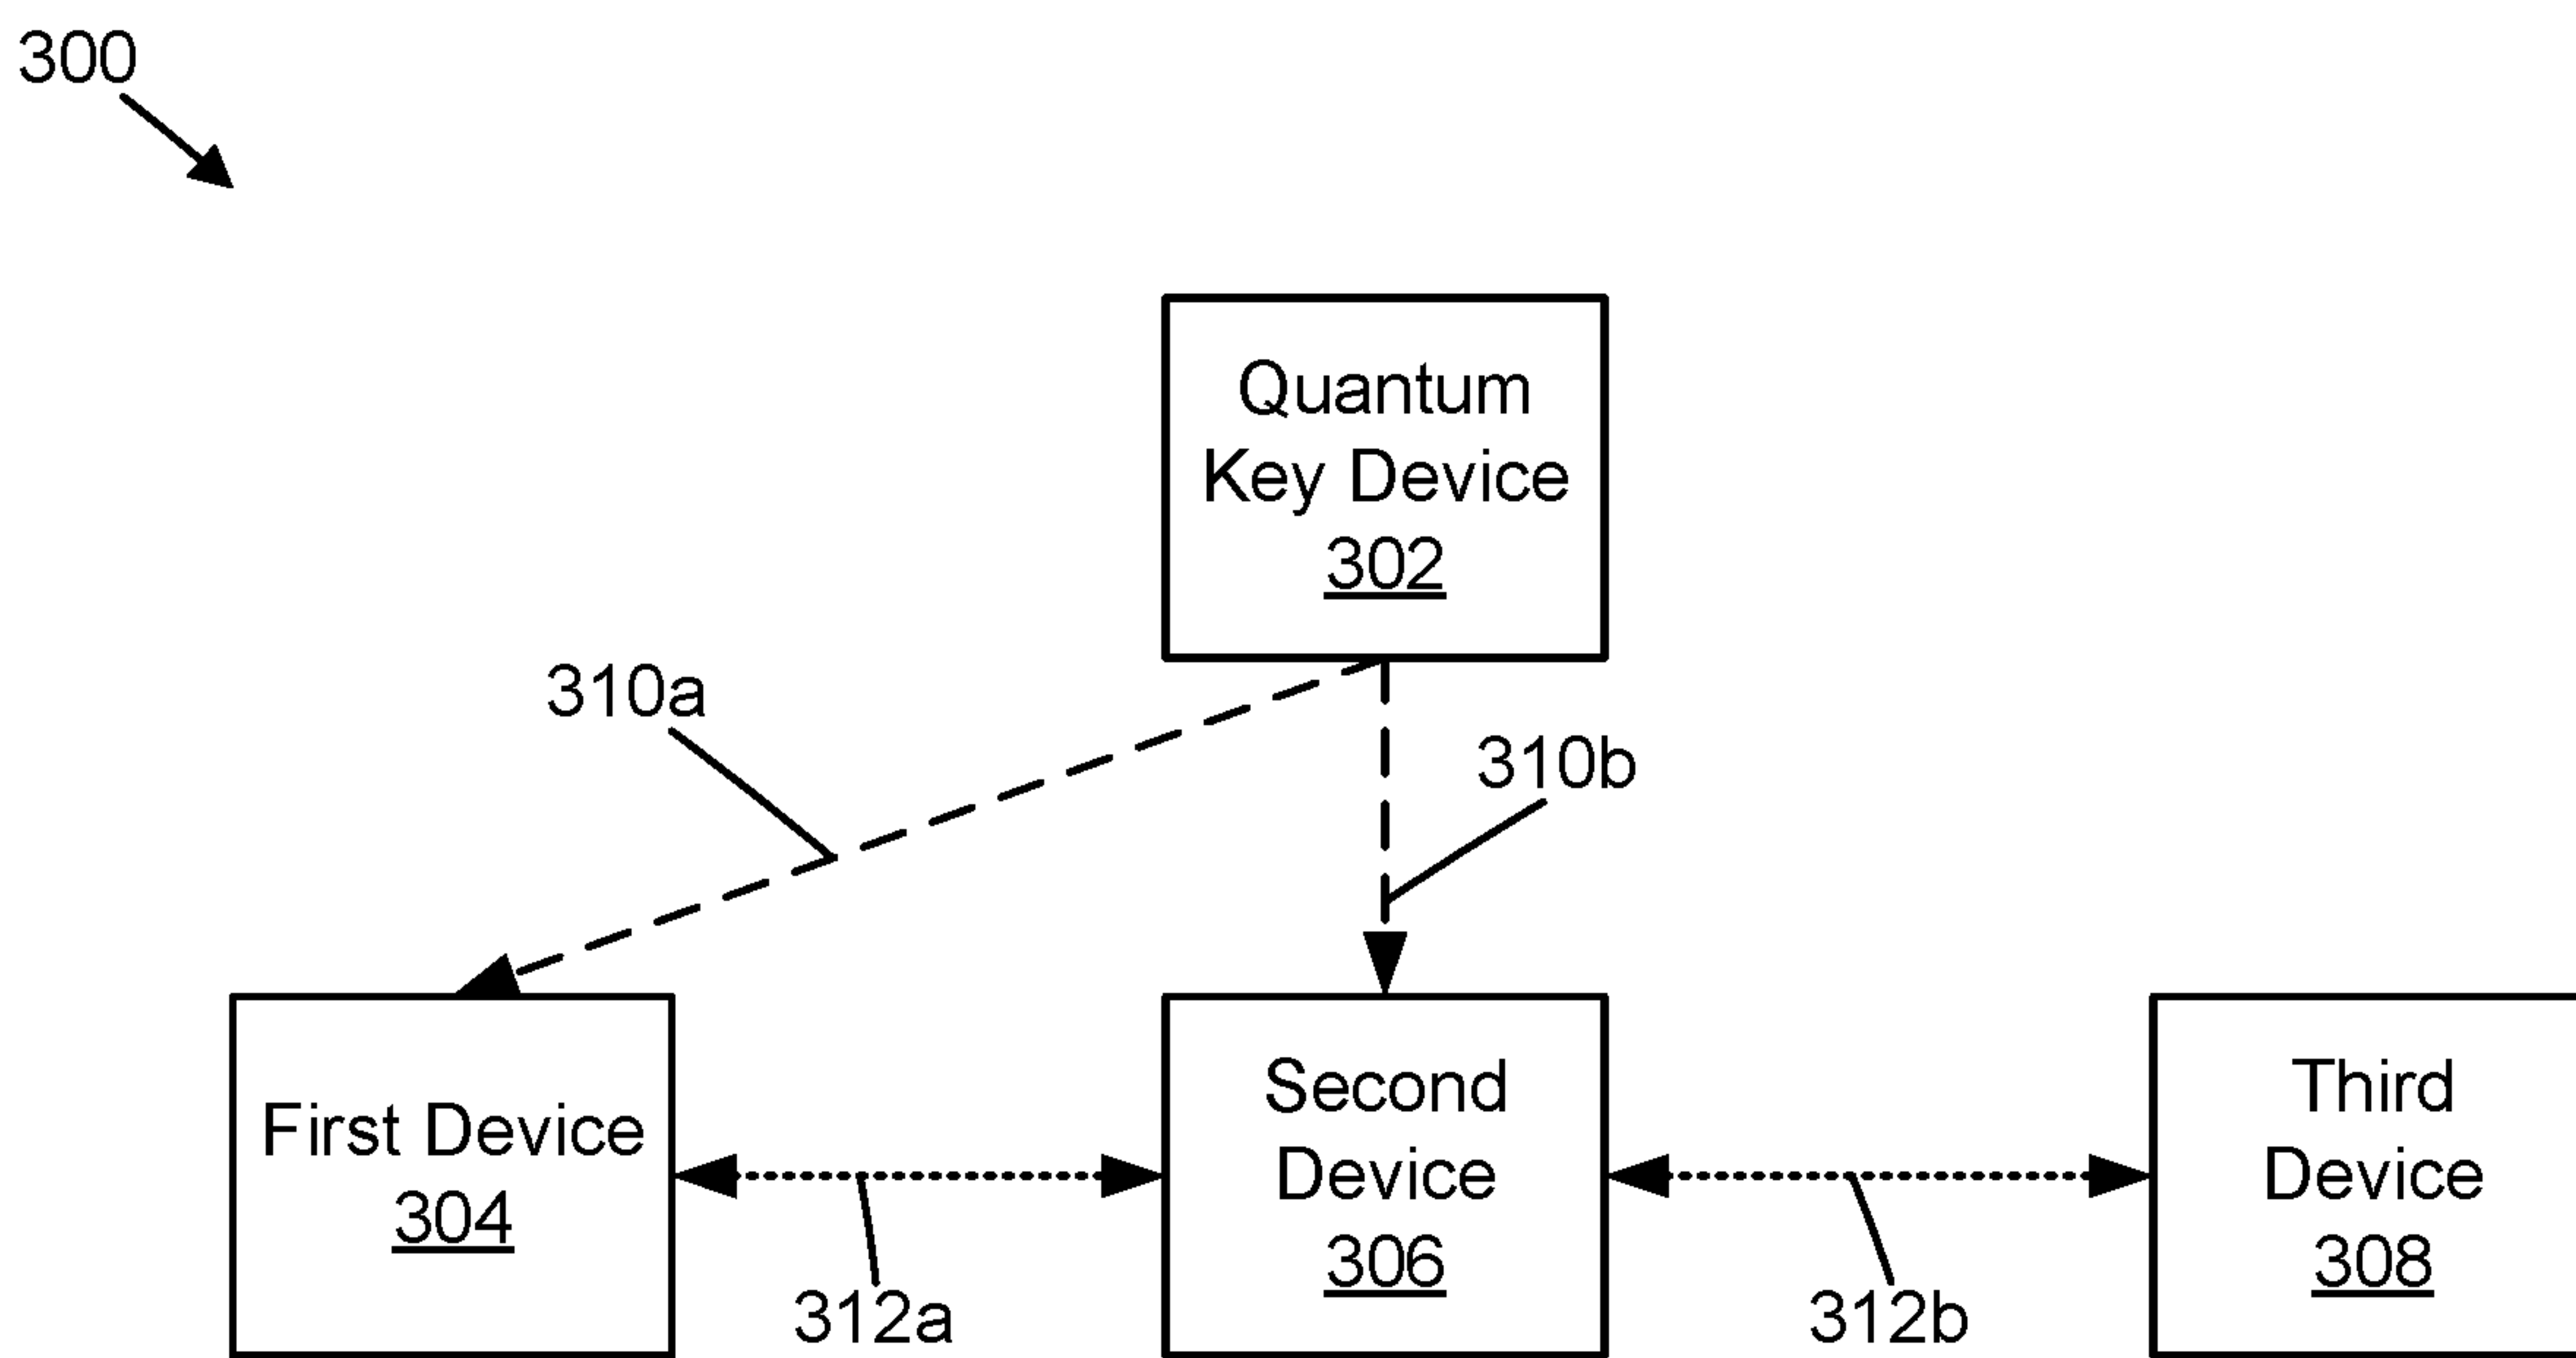 300
Quantum
Key Device
302
310a
310b
First Device
304
Second
Device
306
Third
Device
308
312a
312b